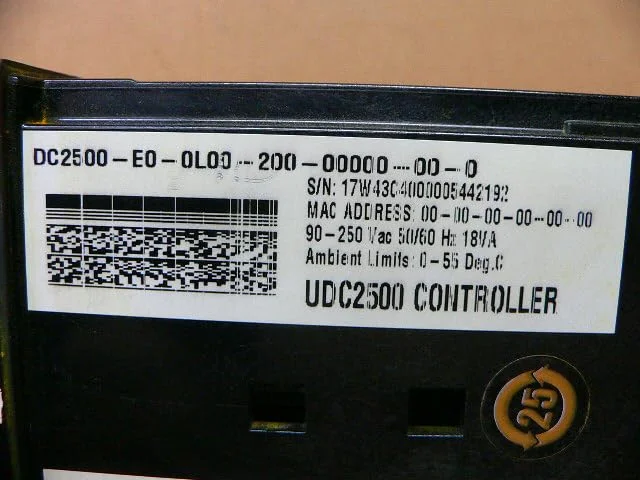 DC2500-E0-0L00-200-00000-00-0
S/N: 17W43C4000005442192
MAC ADDRESS: 00-00-00-00-00-00
90-250 Vac 50/60 Hz 18VA
Ambient Limits: 0-55 Deg.C
UDC2500 CONTROLLER
25